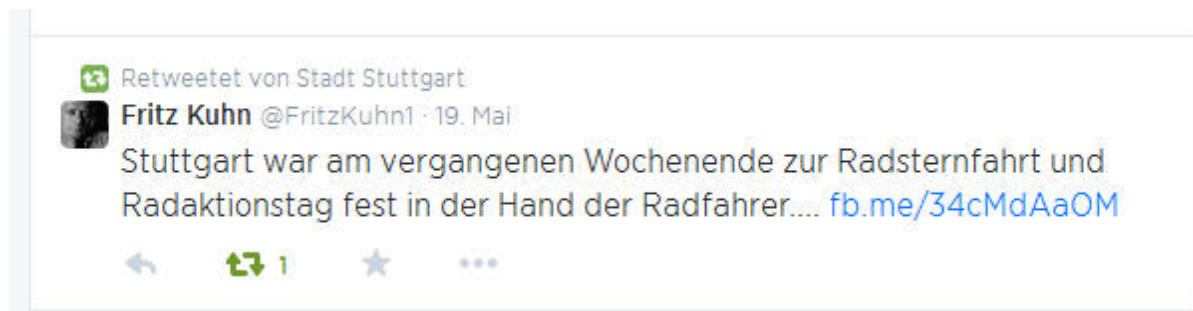 Retweetet von Stadt Stuttgart
Fritz Kuhn @FritzKuhn1 · 19. Mai
Stuttgart war am vergangenen Wochenende zur Radsternfahrt und
Radaktionstag fest in der Hand der Radfahrer.... fb.me/34cMdAaOM
1